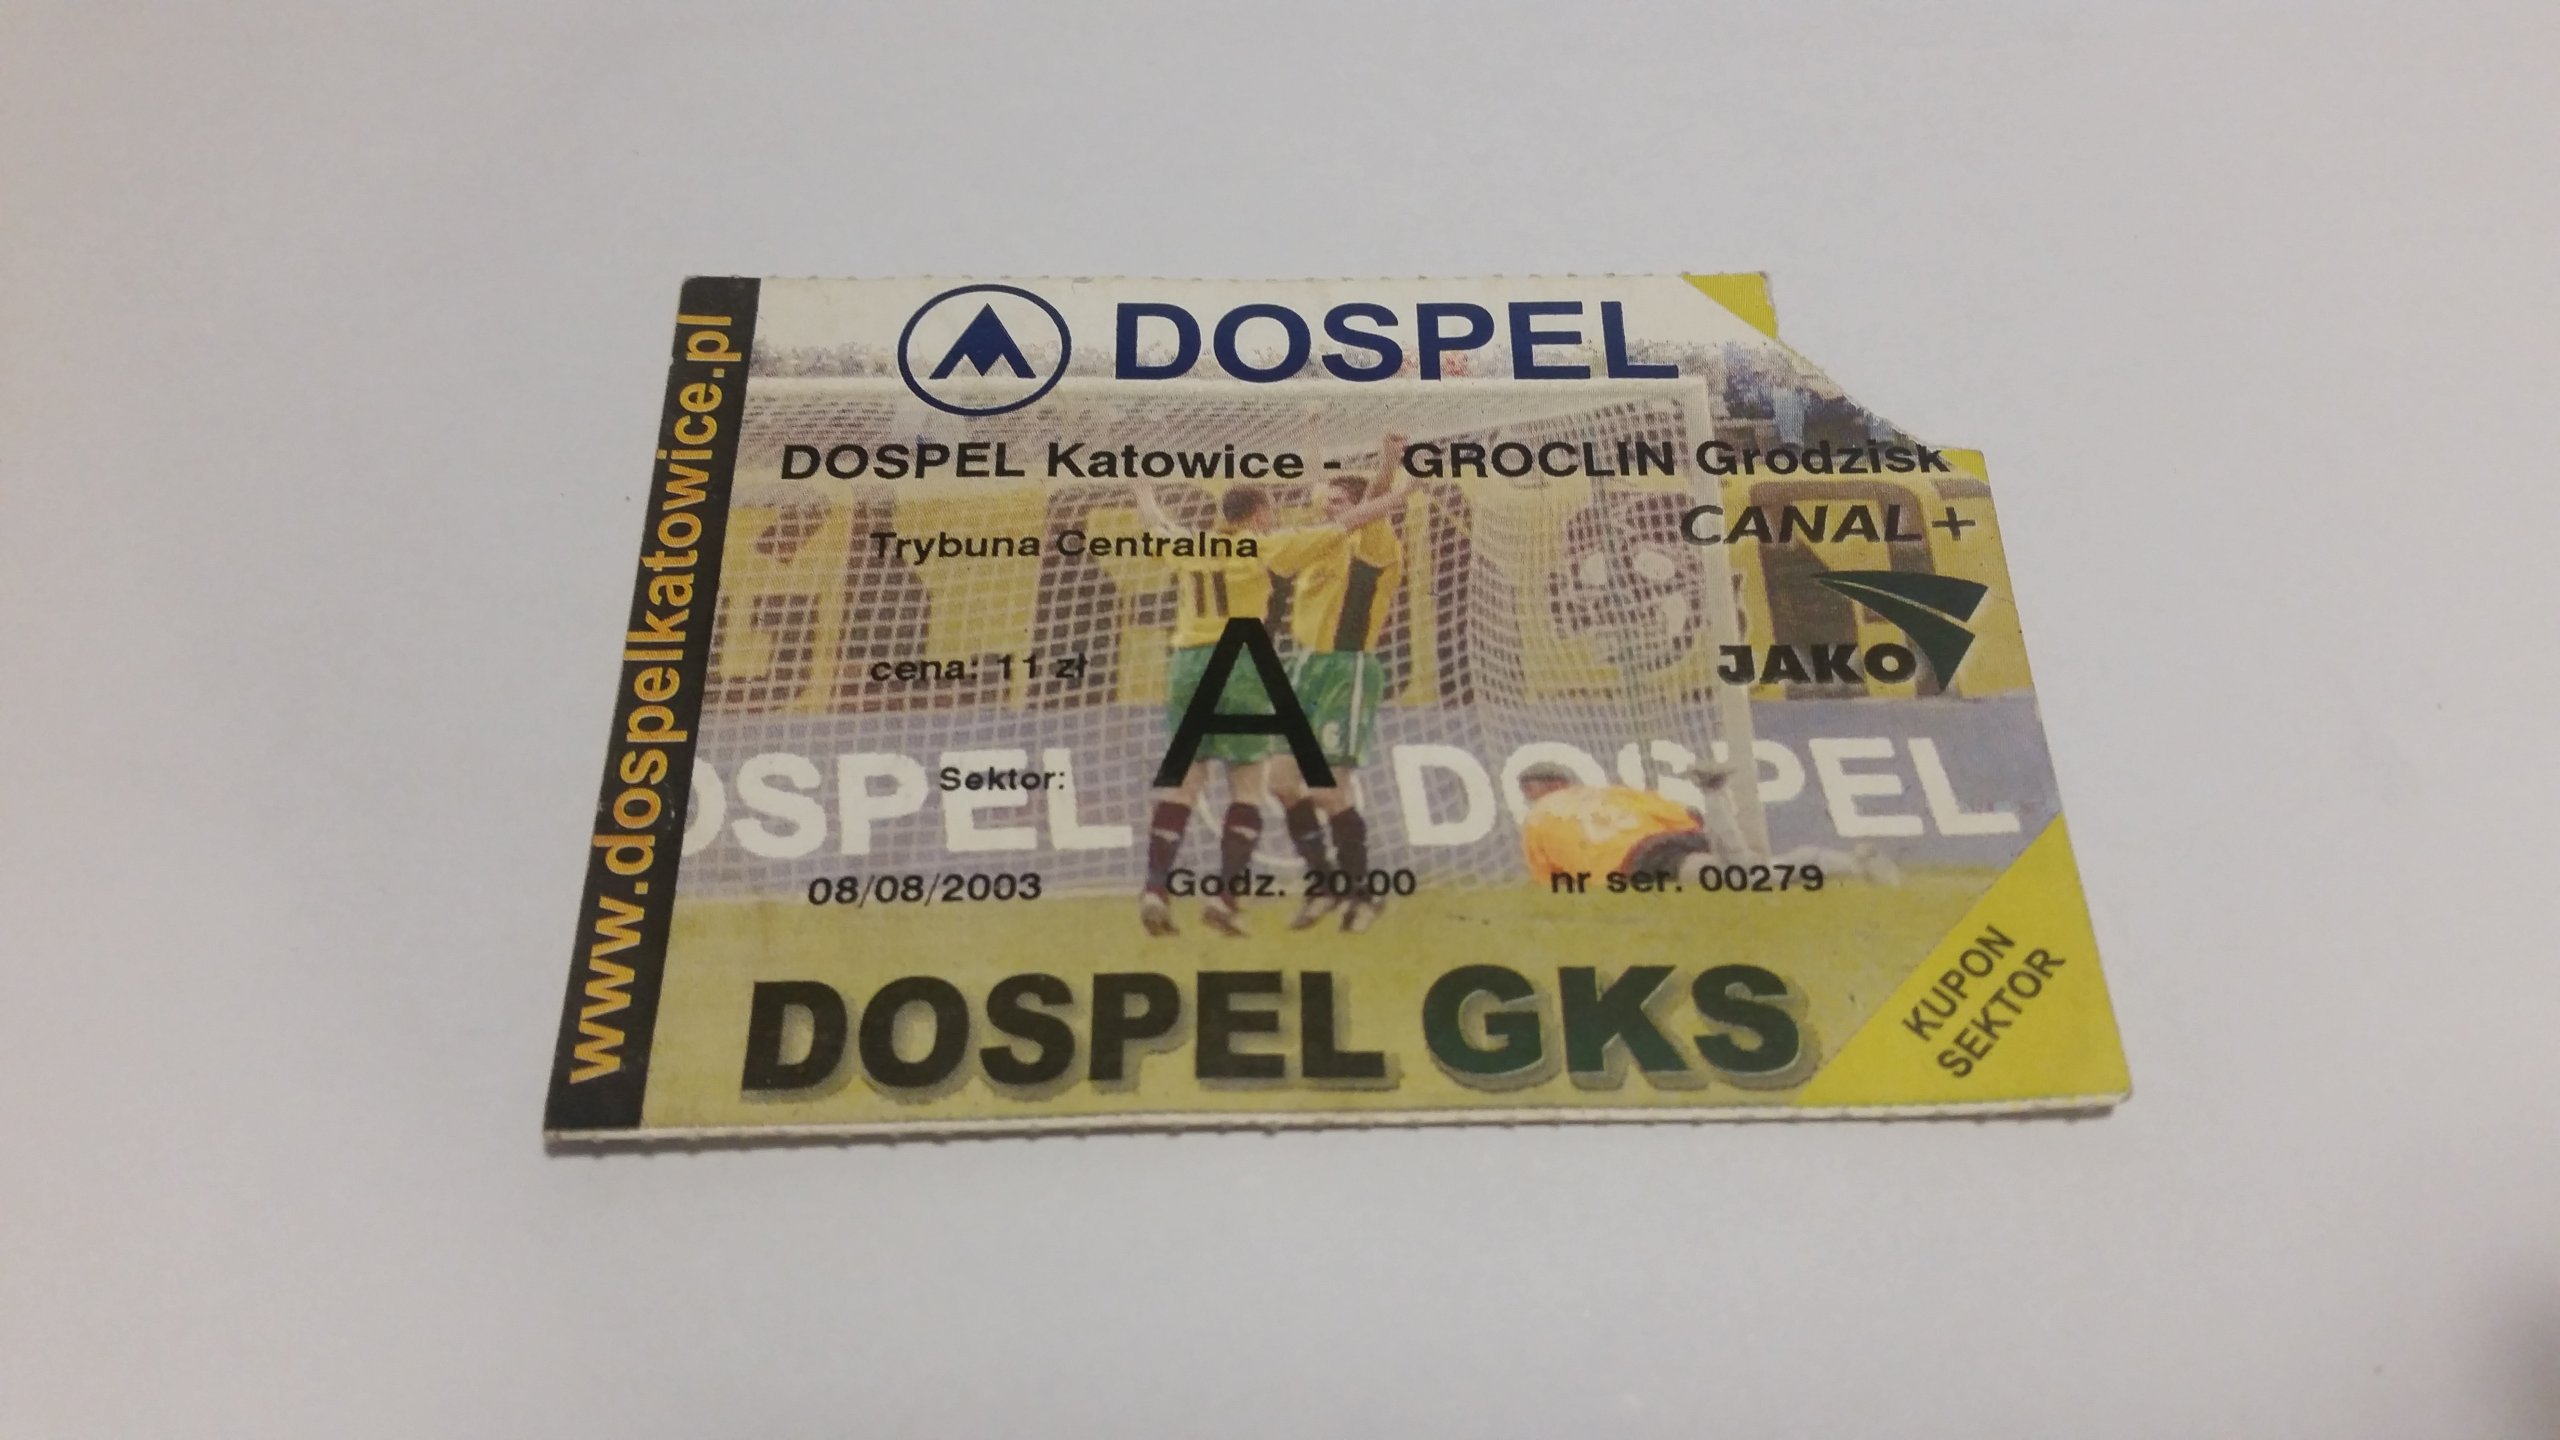 www.dospelkatowice.pl
DOSPEL
DOSPEL Katowice - GROCLIN Grodzisk
CANAL+
Trybuna Centralna
JAKO
cena: 11 zł
Sektor: A
OSPEL DOSPEL
08/08/2003 Godz. 20:00 nr ser. 00279
DOSPEL GKS
KUPON
SEKTOR